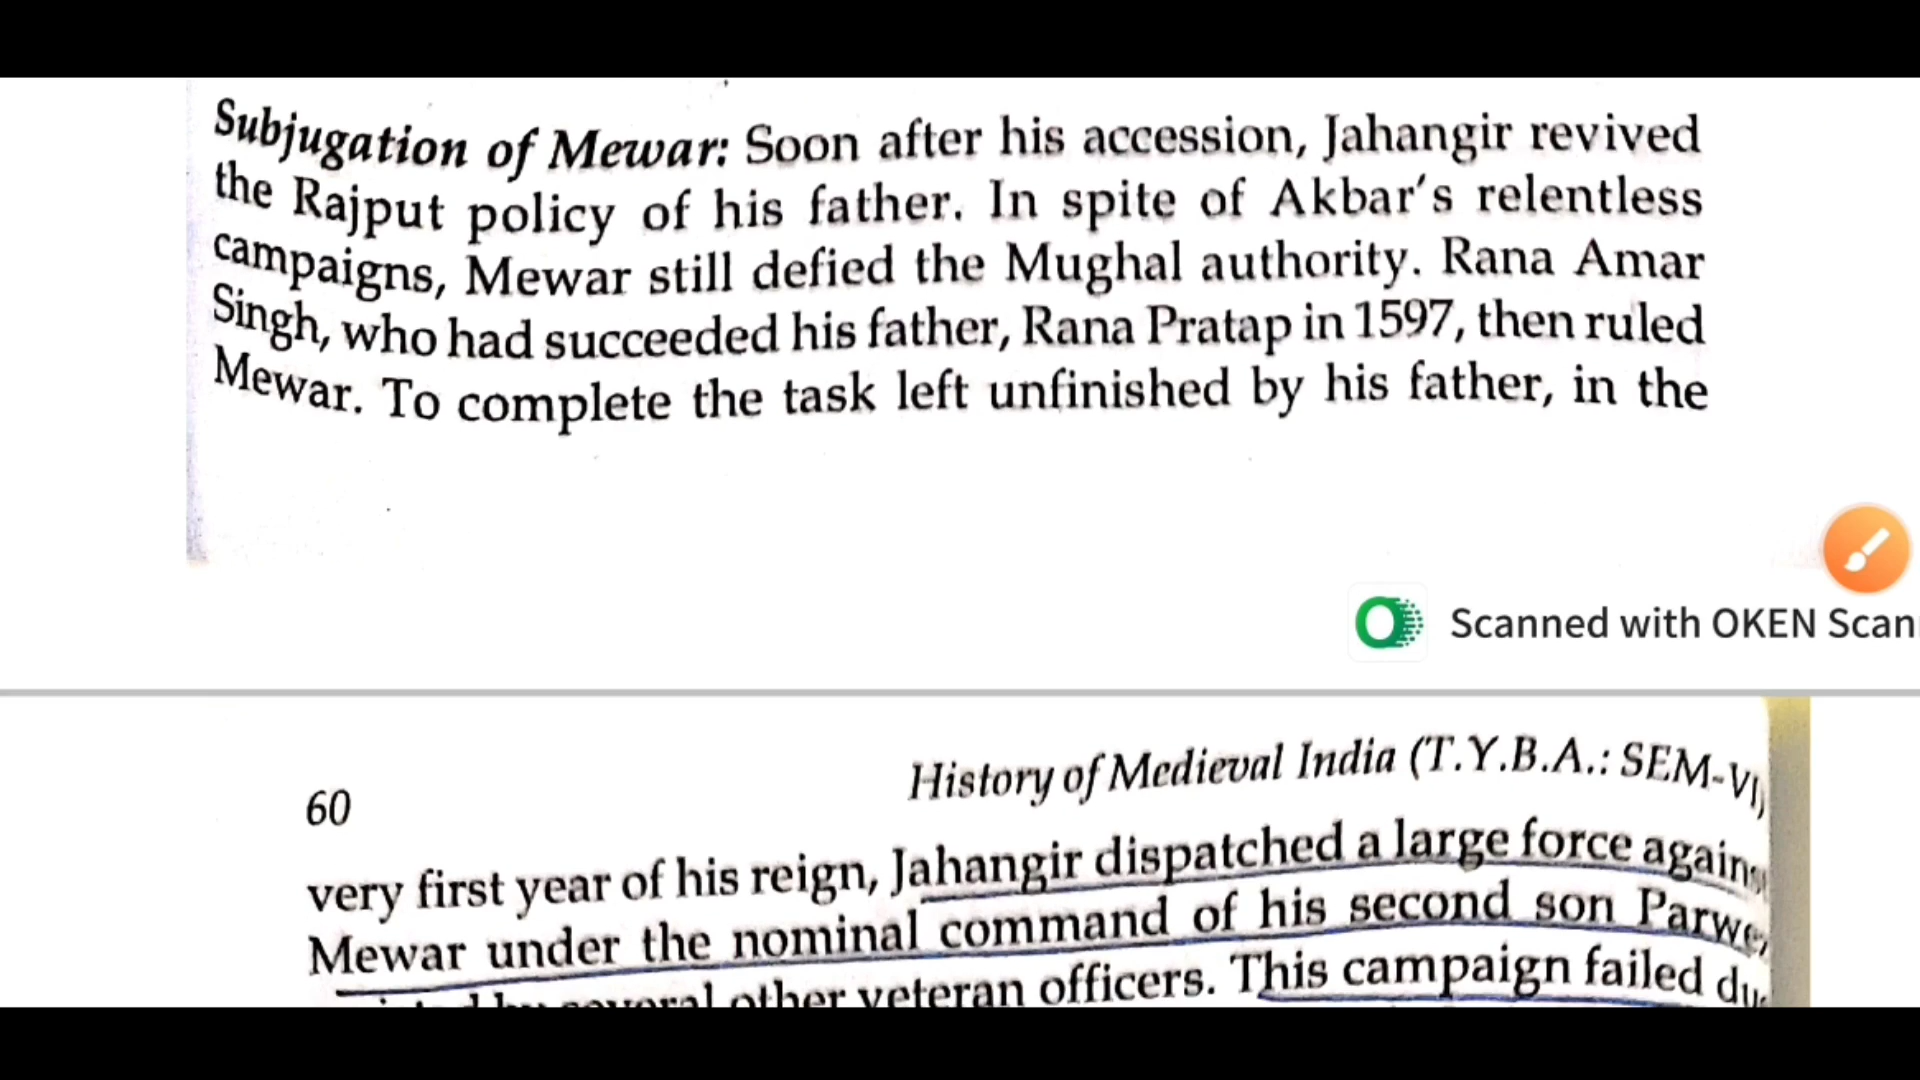 Subjugation of Mewar: Soon after his accession, Jahangir revived
the Rajput policy of his father. In spite of Akbar's relentless
campaigns, Mewar still defied the Mughal authority. Rana Amar
Singh, who had succeeded his father, Rana Pratap in 1597, then ruled
Mewar. To complete the task left unfinished by his father, in the
Scanned with OKEN Scan
60
History of Medieval India (T.Y.B.A.: SEM-VI)
very first year of his reign, Jahangir dispatched a large force
Mewar under the nominal command of his second son
several other veteran officers. This campaign failed